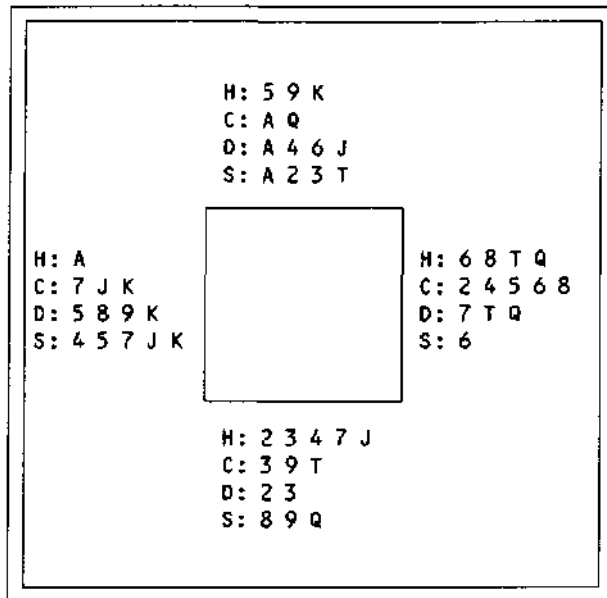 H: 5 9 K
C: A Q
D: A 4 6 J
S: A 2 3 T
H: A
C: 7 J K
D: 5 8 9 K
S: 4 5 7 J K
H: 6 8 T Q
C: 2 4 5 6 8
D: 7 T Q
S: 6
H: 2 3 4 7 J
C: 3 9 T
D: 2 3
S: 8 9 Q